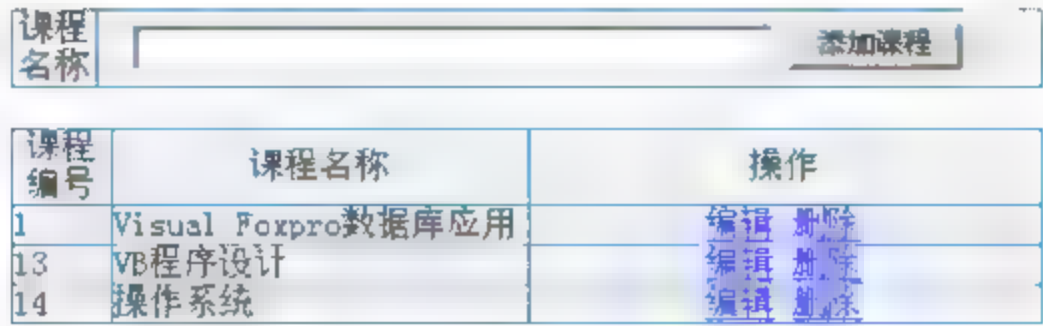 课程
名称
添加课程
课程
编号 课程名称 操作
1 Visual Foxpro数据库应用 编辑 删除
13 VB程序设计 编辑 删除
14 操作系统 编辑 删除